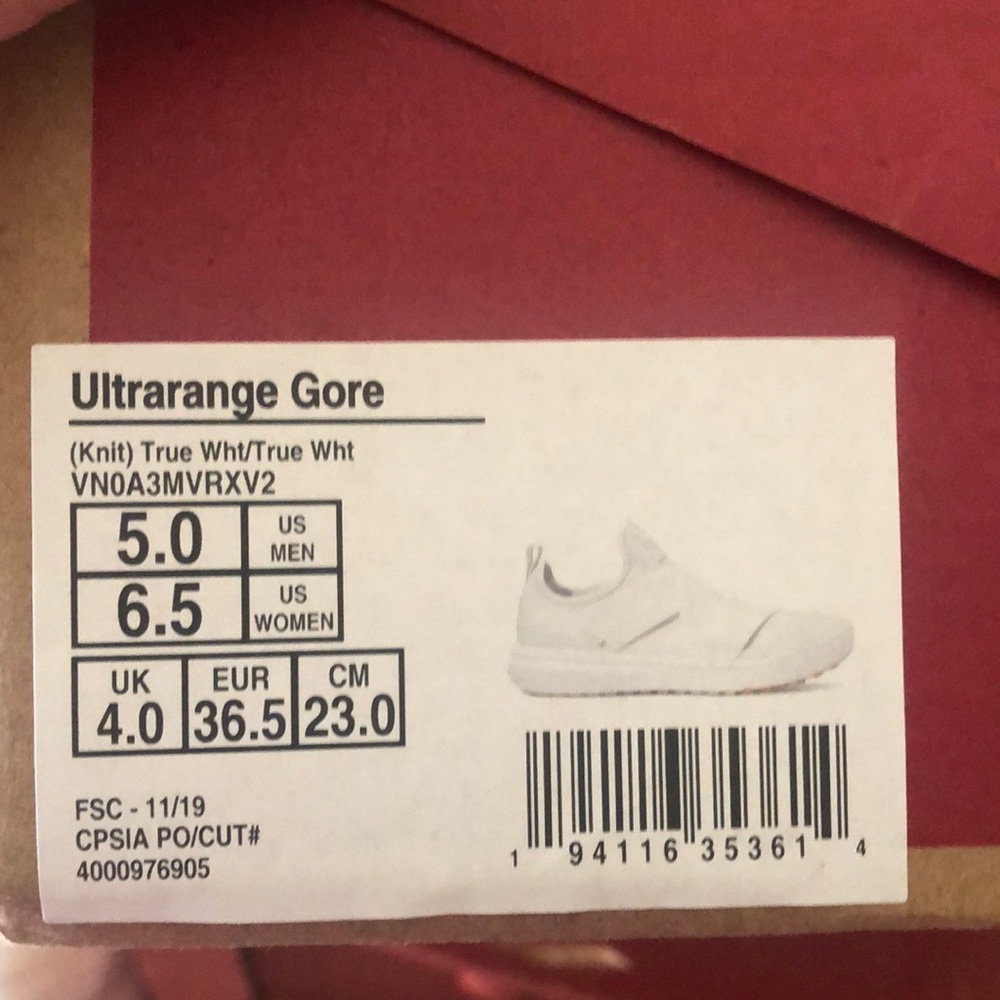 Ultrarange Gore
(Knit) True Wht/True Wht
VN0A3MVRXV2
5.0 US MEN
6.5 US WOMEN
UK EUR CM
4.0 36.5 23.0
FSC - 11/19
CPSIA PO/CUT#
4000976905
1 94116 35361 4